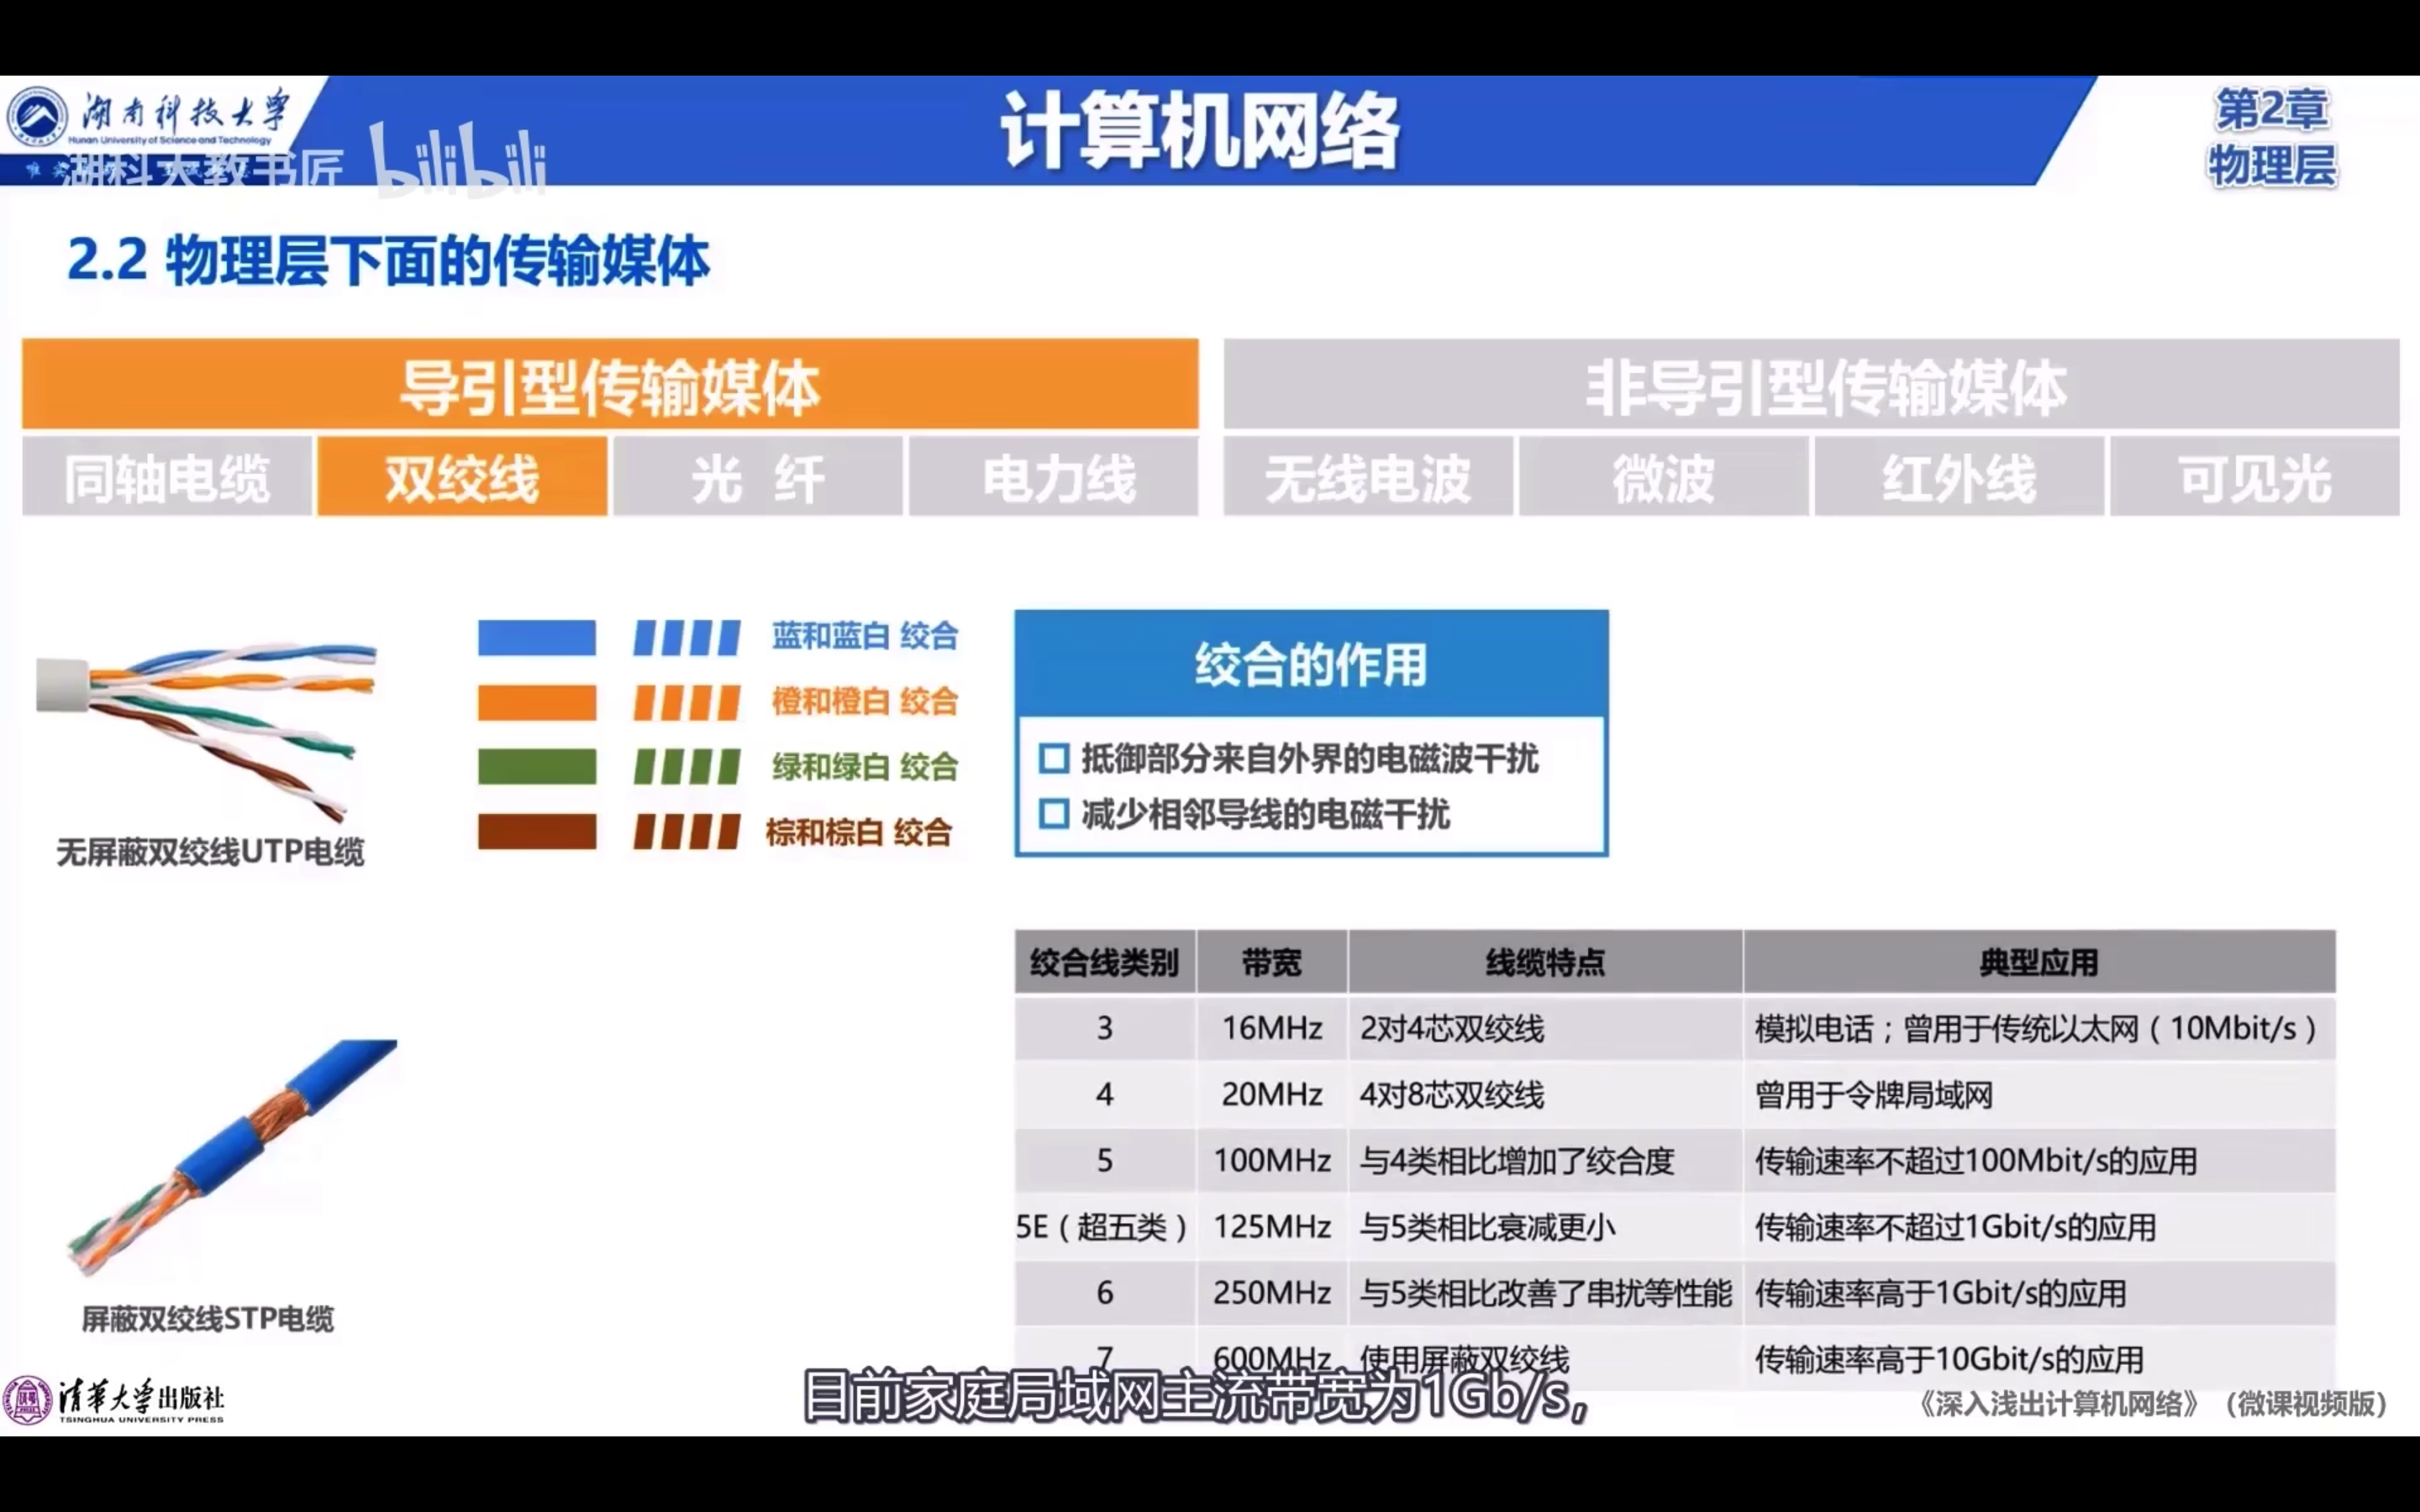 湖南科技大学
Hunan University of Science and Technology
湖科大教书匠 bilibili
计算机网络
第2章
物理层
2.2 物理层下面的传输媒体
导引型传输媒体 非导引型传输媒体
同轴电缆 双绞线 光 纤 电力线 无线电波 微波 红外线 可见光
蓝和蓝白 绞合
橙和橙白 绞合
绿和绿白 绞合
棕和棕白 绞合
无屏蔽双绞线UTP电缆
绞合的作用
抵御部分来自外界的电磁波干扰
减少相邻导线的电磁干扰
绞合线类别 带宽 线缆特点 典型应用
3 16MHz 2对4芯双绞线 模拟电话；曾用于传统以太网（10Mbit/s）
4 20MHz 4对8芯双绞线 曾用于令牌局域网
5 100MHz 与4类相比增加了绞合度 传输速率不超过100Mbit/s的应用
5E（超五类） 125MHz 与5类相比衰减更小 传输速率不超过1Gbit/s的应用
6 250MHz 与5类相比改善了串扰等性能 传输速率高于1Gbit/s的应用
7 600MHz 使用屏蔽双绞线 传输速率高于10Gbit/s的应用
屏蔽双绞线STP电缆
目前家庭局域网主流带宽为1Gb/s，
清华大学出版社
TSINGHUA UNIVERSITY PRESS
《深入浅出计算机网络》（微课视频版）